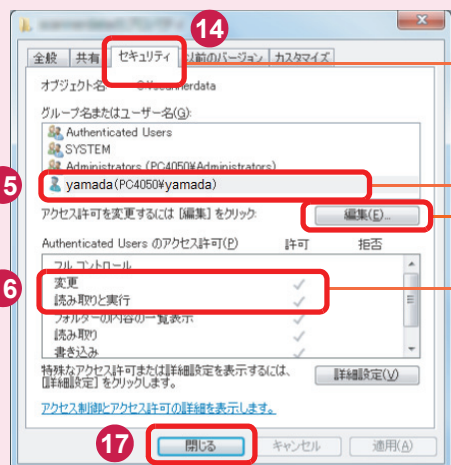 14
全般 共有 セキュリティ 以前のバージョン カスタマイズ
オブジェクト名
グループ名またはユーザー名(G):
Authenticated Users
SYSTEM
Administrators (PC4050¥Administrators)
5
yamada(PC4050¥yamada)
アクセス許可を変更するには [編集] をクリック
編集(E)...
Authenticated Users のアクセス許可(P) 許可 拒否
フル コントロール
6
変更
読み取りと実行
フォルダーの内容の一覧表示
読み取り
書き込み
特殊なアクセス許可または詳細設定を表示するには、
[詳細設定] をクリックします。
詳細設定(V)
アクセス制御とアクセス許可の詳細を表示します。
17
閉じる キャンセル 適用(A)